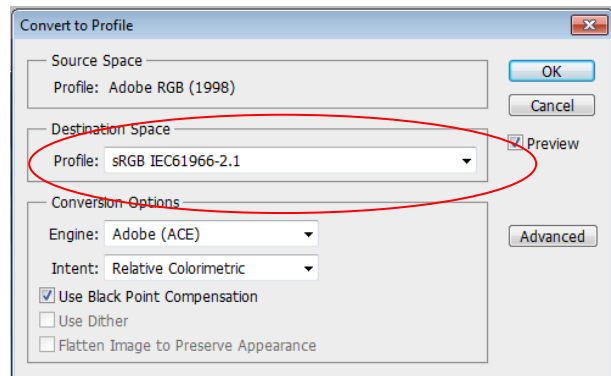 Convert to Profile
Source Space
Profile: Adobe RGB (1998)
OK
Cancel
Destination Space
Preview
Profile: sRGB IEC61966-2.1
Conversion Options
Engine: Adobe (ACE)
Advanced
Intent: Relative Colorimetric
Use Black Point Compensation
Use Dither
Flatten Image to Preserve Appearance